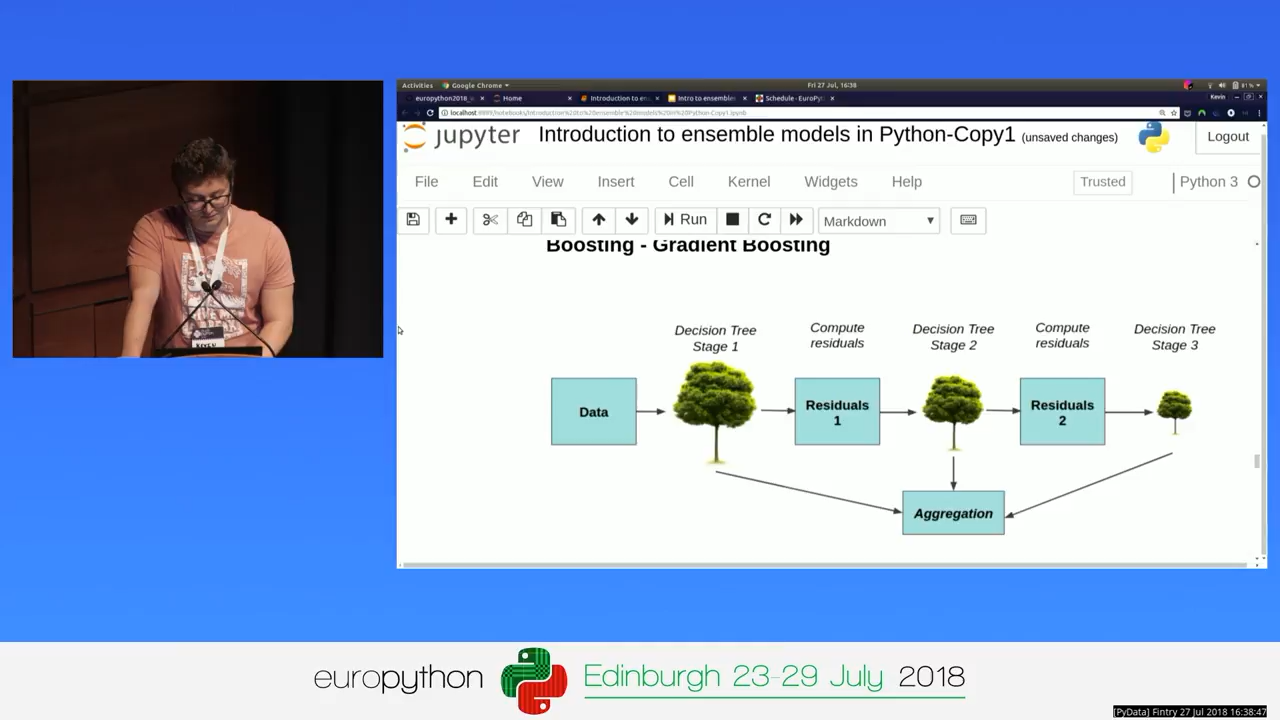 Activities
Google Chrome
Fri 27 Jul, 16:38
81 %
europython2018_
Home
Introduction to en
Intro to ensemble
Schedule - EuroPyt
Kevin
jupyter
Introduction to ensemble models in Python-Copy1 (unsaved changes)
Logout
File
Edit
View
Insert
Cell
Kernel
Widgets
Help
Trusted
Python 3
Run
Markdown
Boosting - Gradient Boosting
Decision Tree
Stage 1
Compute
residuals
Decision Tree
Stage 2
Compute
residuals
Decision Tree
Stage 3
Data
Residuals
1
Residuals
2
Aggregation
europython
Edinburgh 23-29 July 2018
[PyData] Fintry 27 Jul 2018 16:38:47